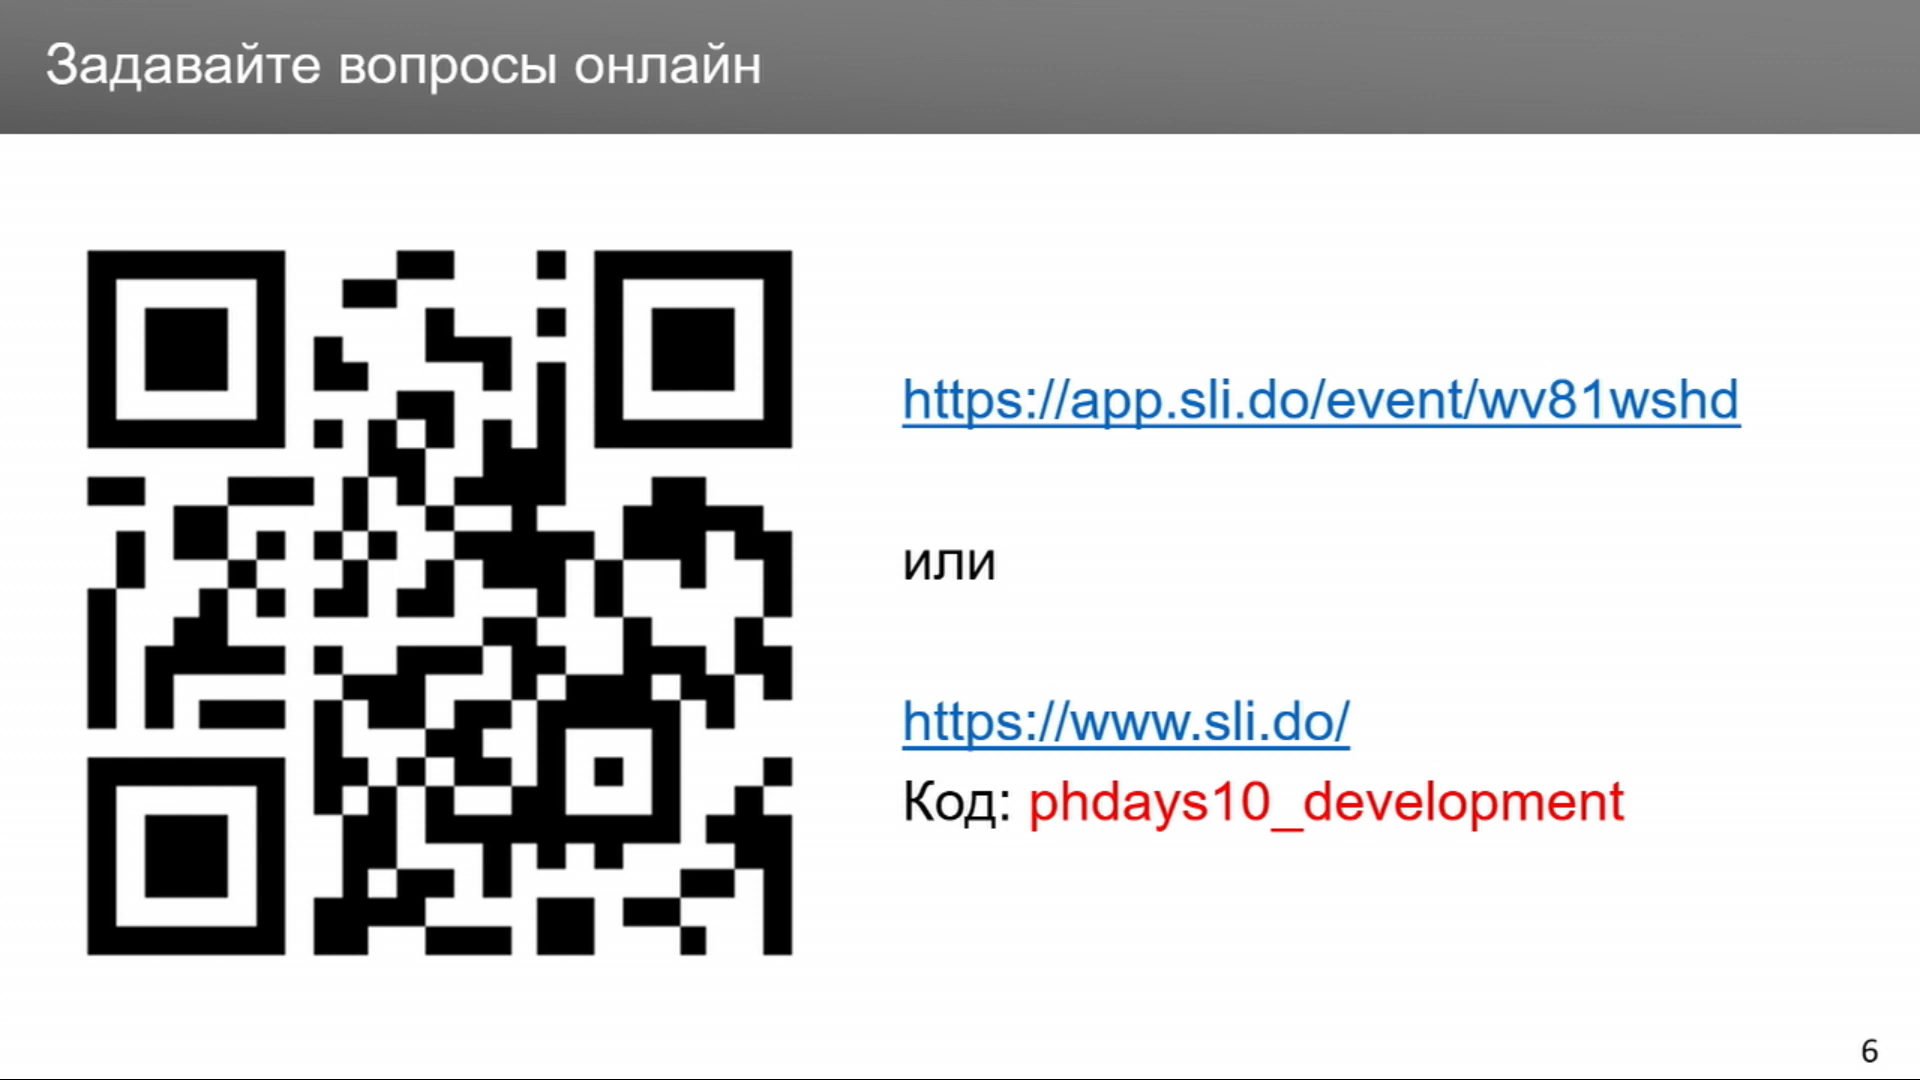 Задавайте вопросы онлайн
https://app.sli.do/event/wv81wshd
или
https://www.sli.do/
Код: phdays10_development
6